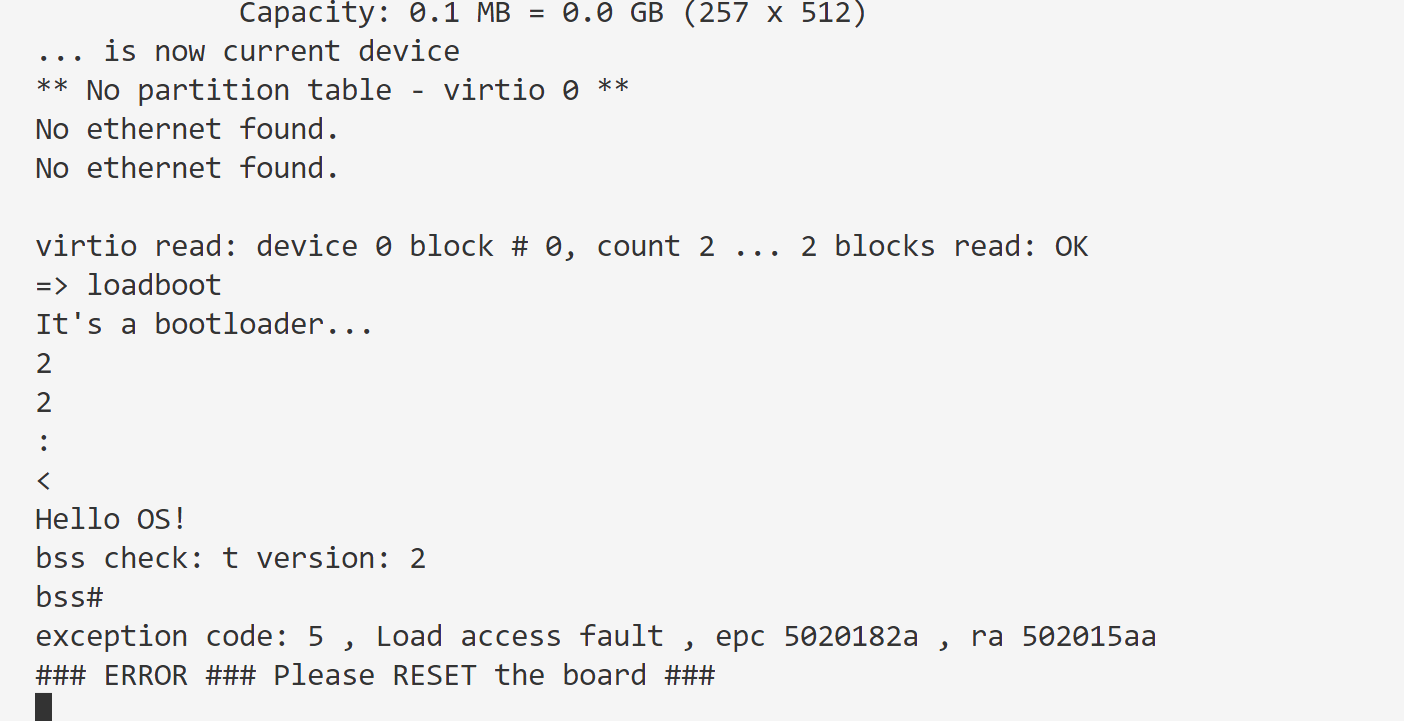 Capacity: 0.1 MB = 0.0 GB (257 x 512)
... is now current device
** No partition table - virtio 0 **
No ethernet found.
No ethernet found.
virtio read: device 0 block # 0, count 2 ... 2 blocks read: OK
=> loadboot
It's a bootloader...
2
2
:
<
Hello OS!
bss check: t version: 2
bss#
exception code: 5 , Load access fault , epc 5020182a , ra 502015aa
### ERROR ### Please RESET the board ###